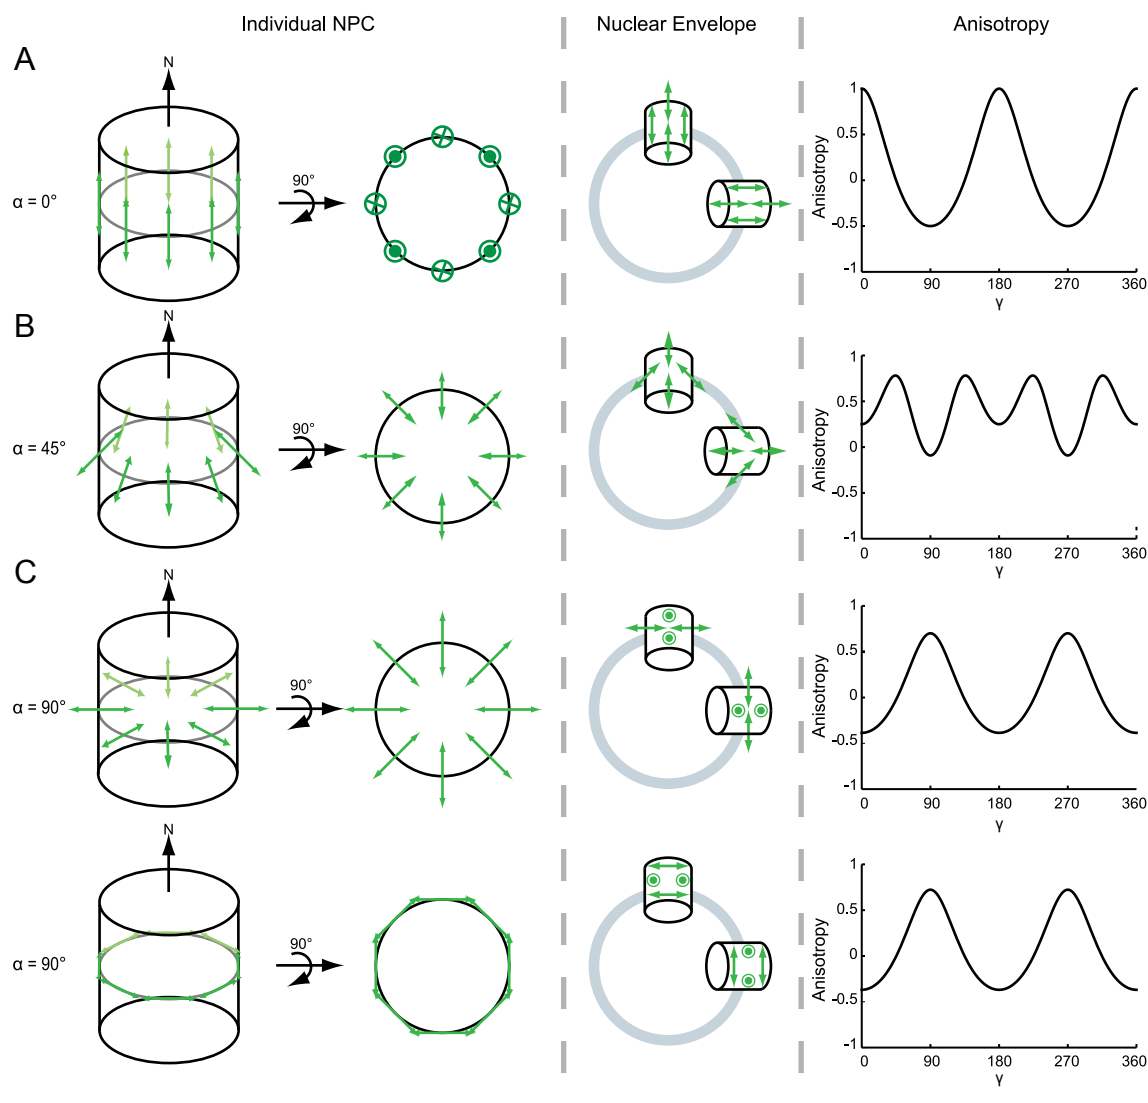 Individual NPC
Nuclear Envelope
Anisotropy
A
N
α = 0°
90°
Anisotropy
1
0.5
0
−0.5
−1
0
90
180
270
360
γ
B
N
α = 45°
90°
Anisotropy
1
0.5
0
−0.5
−1
0
90
180
270
360
γ
C
N
α = 90°
90°
Anisotropy
1
0.5
0
−0.5
−1
0
90
180
270
360
γ
N
α = 90°
90°
Anisotropy
1
0.5
0
−0.5
−1
0
90
180
270
360
γ